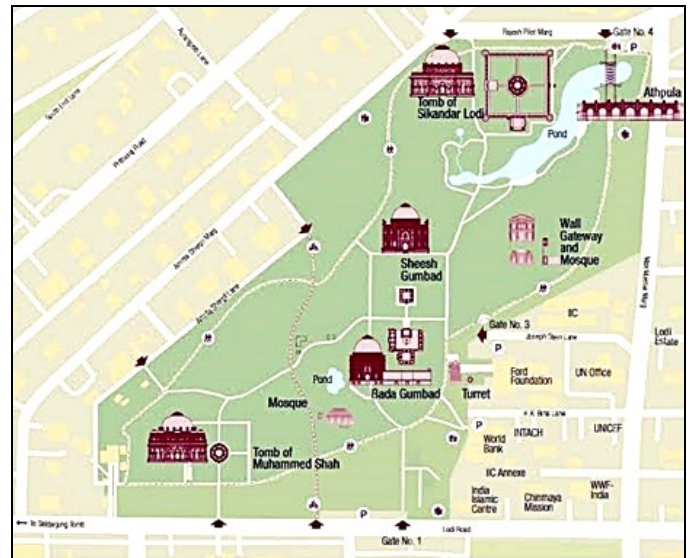 Rajesh Pilot Marg
Gate No. 4
P
Tomb of
Sikandar Lodi
Pond
Athpula
South End Lane
Prithviraj Road
Amrita Shergil Marg
Amrita Shergil Lane
Sheesh
Gumbad
Wall
Gateway
and
Mosque
Max Mueller Marg
Lodi
Estate
IIC
Gate No. 3
Joseph Stein Lane
P
Ford
Foundation
UN Office
Turret
Pond
Bada Gumbad
Mosque
K.K. Birla Lane
P
World
Bank
INTACH
UNICEF
IIC Annexe
India
Islamic
Centre
Chinmaya
Mission
WWF-
India
Tomb of
Muhammed Shah
P
To Safdarjung Tomb
Lodi Road
Gate No. 1